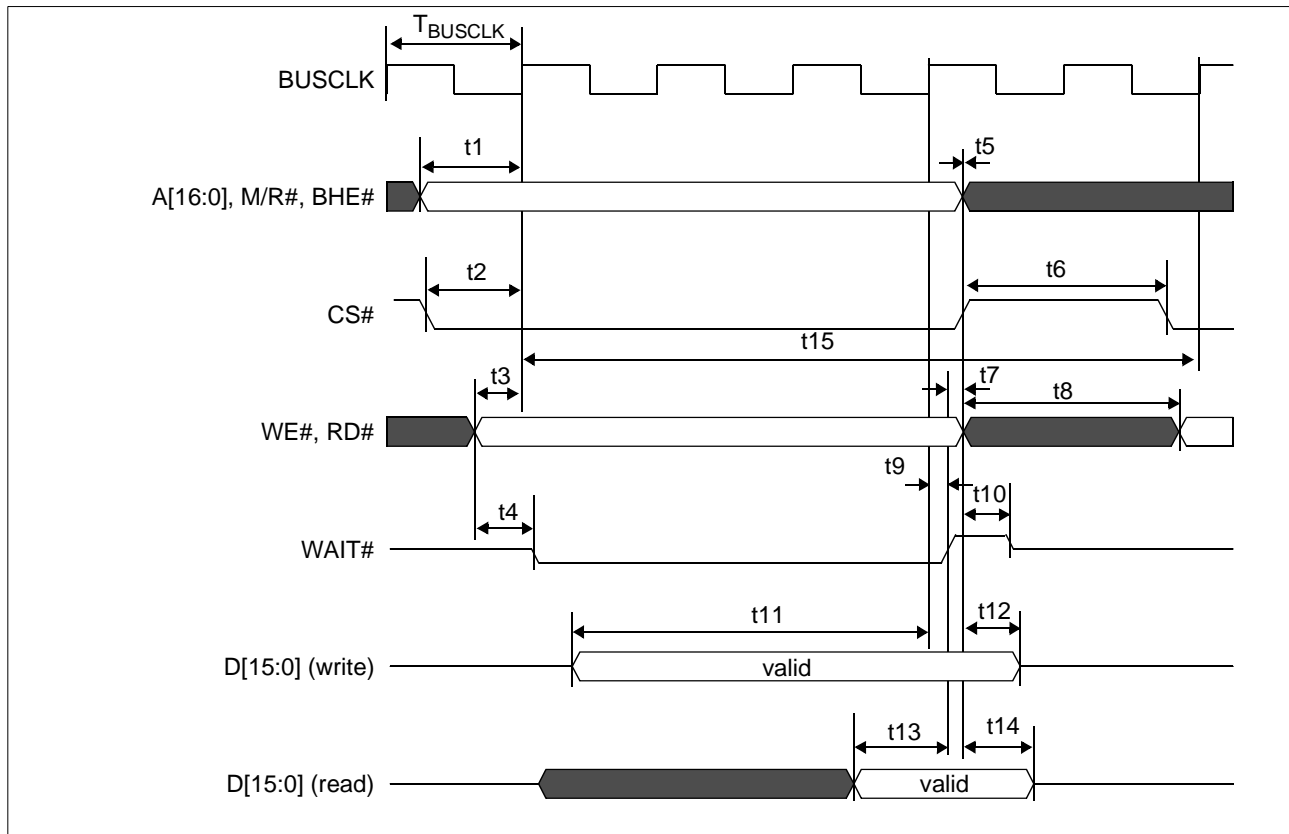 TBUSCLK
BUSCLK
t1
t5
A[16:0], M/R#, BHE#
t2
t6
CS#
t15
t3
t7
t8
WE#, RD#
t9
t10
t4
WAIT#
t11
t12
D[15:0] (write)
valid
t13
t14
D[15:0] (read)
valid